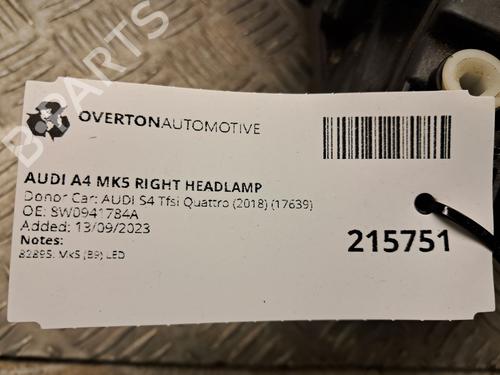 B-PARTS
OVERTONAUTOMOTIVE
AUDI A4 MK5 RIGHT HEADLAMP
Donor Car: AUDI S4 Tfsi Quattro (2018) (17639)
OE: 8W0941784A
Added: 13/09/2023
Notes:
82895. Mk5 (B9) LED
215751